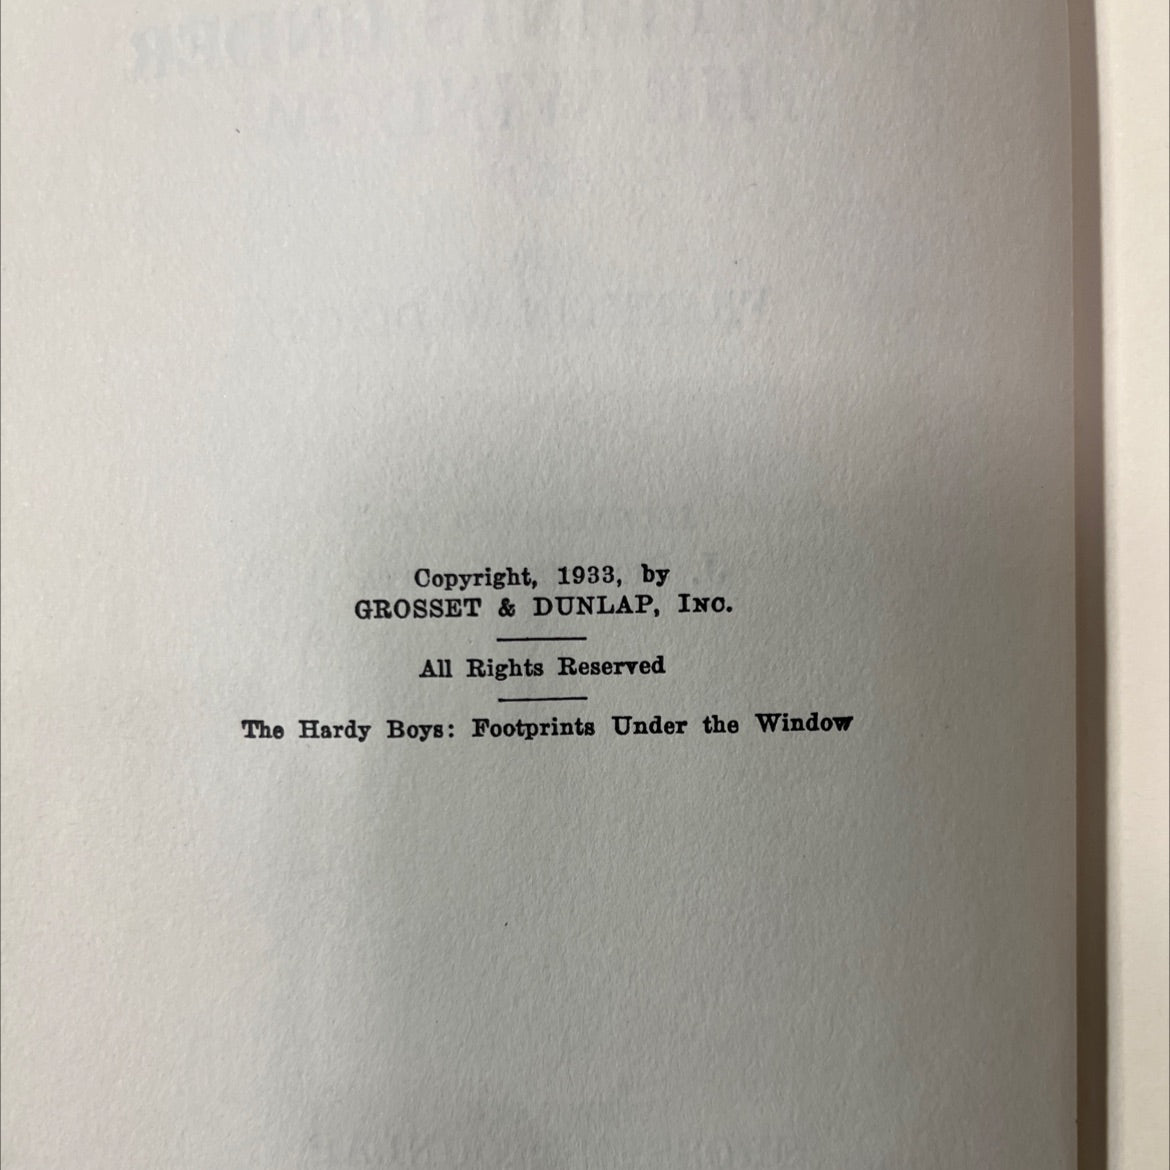 Copyright, 1933, by
GROSSET & DUNLAP, INC.
All Rights Reserved
The Hardy Boys: Footprints Under the Window